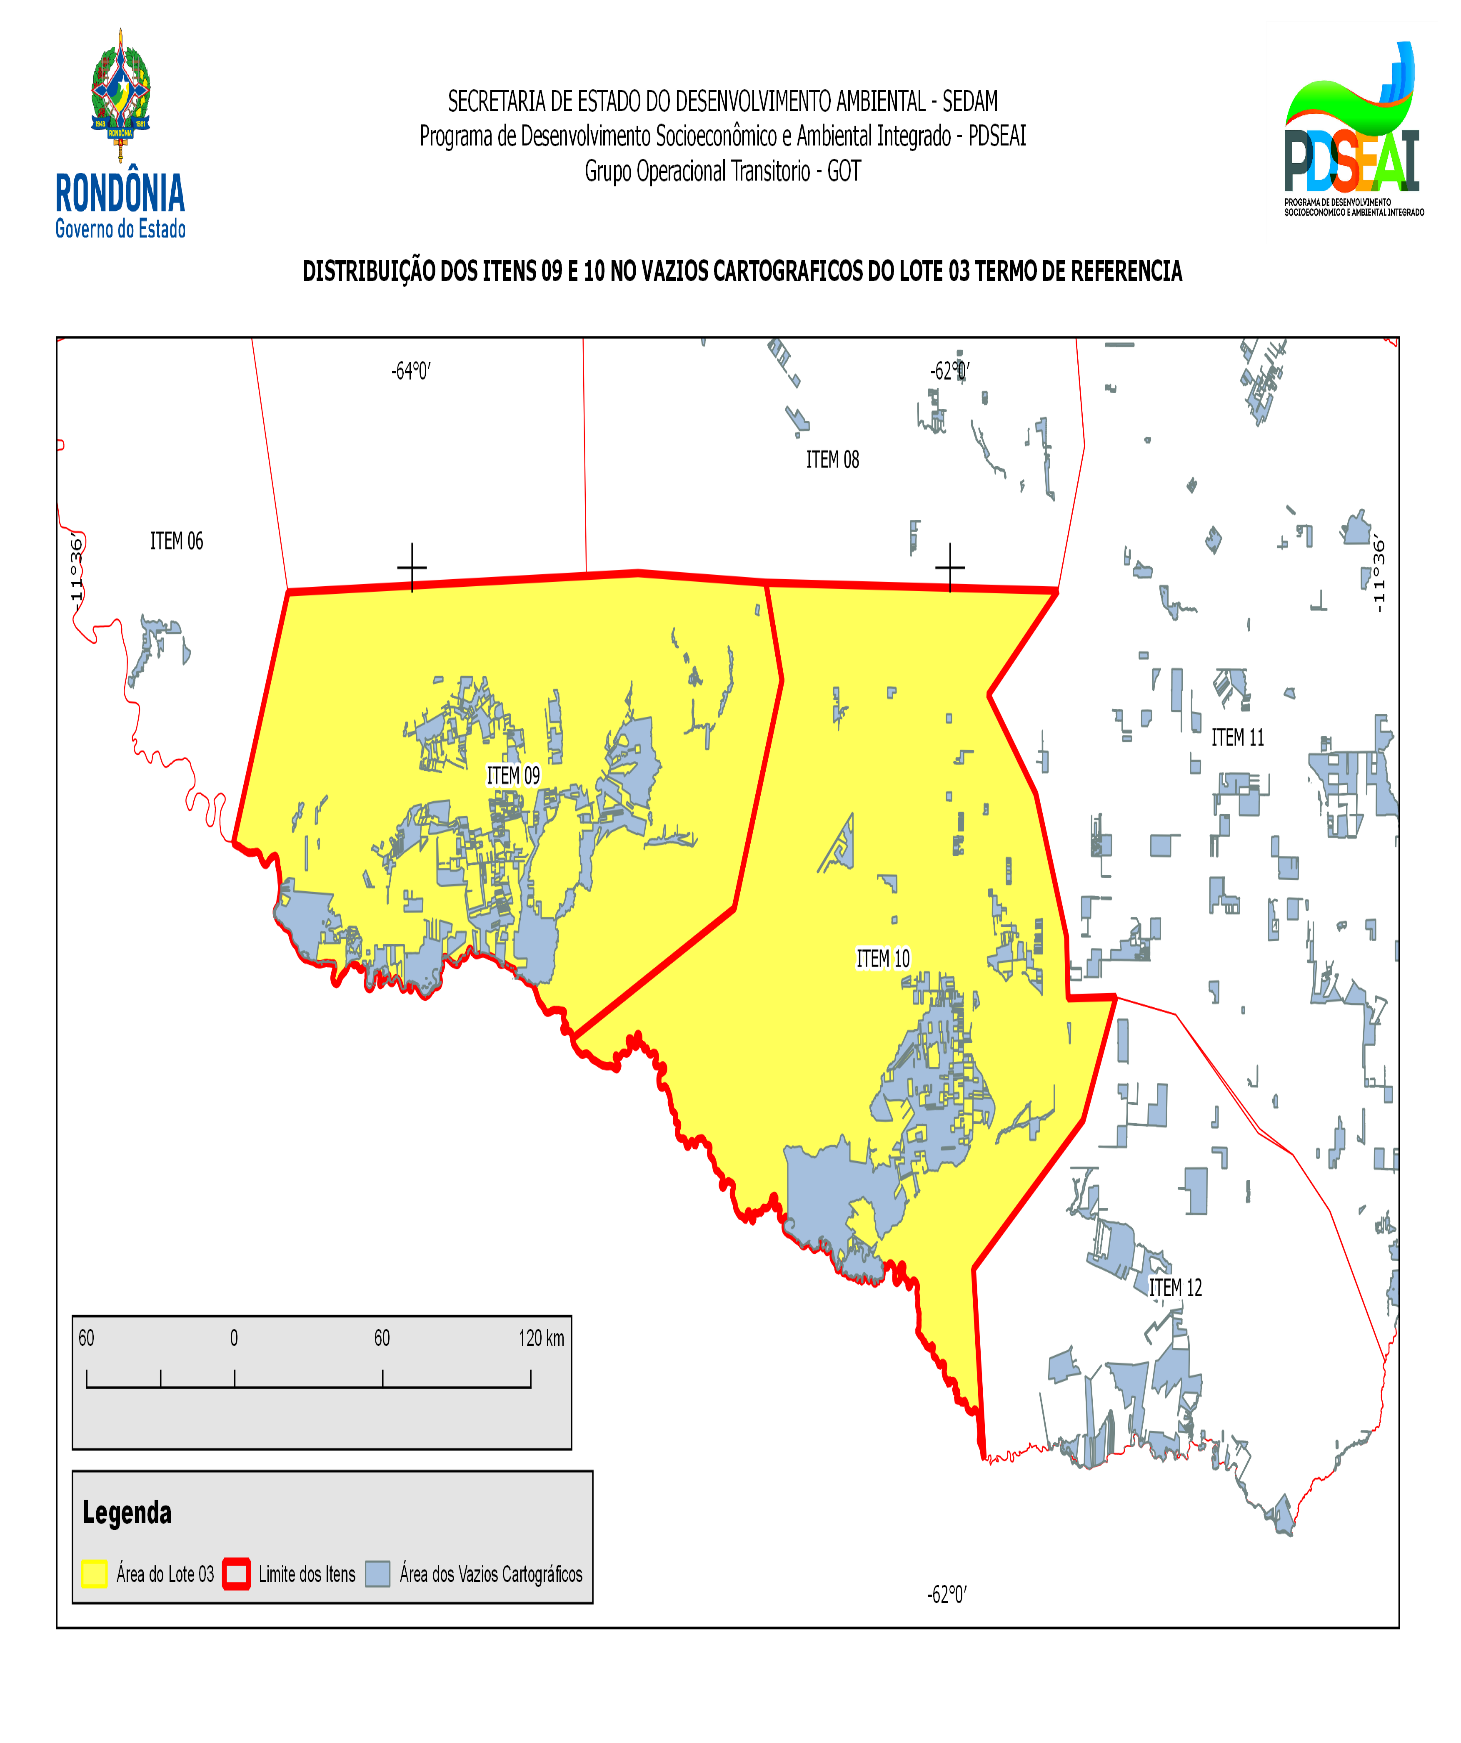 RONDÔNIA
Governo do Estado
SECRETARIA DE ESTADO DO DESENVOLVIMENTO AMBIENTAL - SEDAM
Programa de Desenvolvimento Socioeconômico e Ambiental Integrado - PDSEAI
Grupo Operacional Transitorio - GOT
PDSEAI
PROGRAMA DE DESENVOLVIMENTO
SOCIOECONOMICO E AMBIENTAL INTEGRADO
DISTRIBUIÇÃO DOS ITENS 09 E 10 NO VAZIOS CARTOGRAFICOS DO LOTE 03 TERMO DE REFERENCIA
-64°0'
-62°0'
ITEM 08
ITEM 06
-11°36'
-11°36'
ITEM 11
ITEM 09
ITEM 10
ITEM 12
60 0 60 120 km
Legenda
Área do Lote 03 Limite dos Itens Área dos Vazios Cartográficos
-62°0'